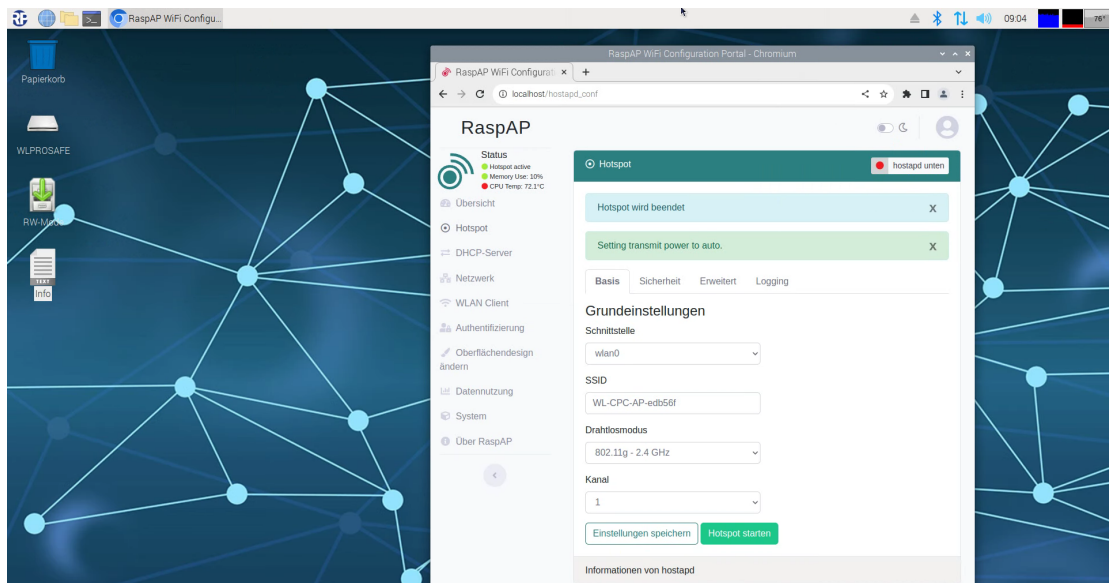 RaspAP WiFi Configu...
09:04
76°
Papierkorb
WLPROSAFE
TEXT
Info
RaspAP WiFi Configuration Portal - Chromium
RaspAP WiFi Configurat
localhost/hostapd_conf
RaspAP
Status
Hotspot active
Memory Use: 10%
CPU Temp: 72.1°C
Übersicht
Hotspot
DHCP-Server
Netzwerk
WLAN Client
Authentifizierung
Oberflächendesign
ändern
Datennutzung
System
Über RaspAP
Hotspot
hostapd unten
Hotspot wird beendet
X
Setting transmit power to auto.
X
Basis Sicherheit Erweitert Logging
Grundeinstellungen
Schnittstelle
wlan0
SSID
WL-CPC-AP-edb56f
Drahtlosmodus
802.11g - 2.4 GHz
Kanal
1
Einstellungen speichern Hotspot starten
Informationen von hostapd